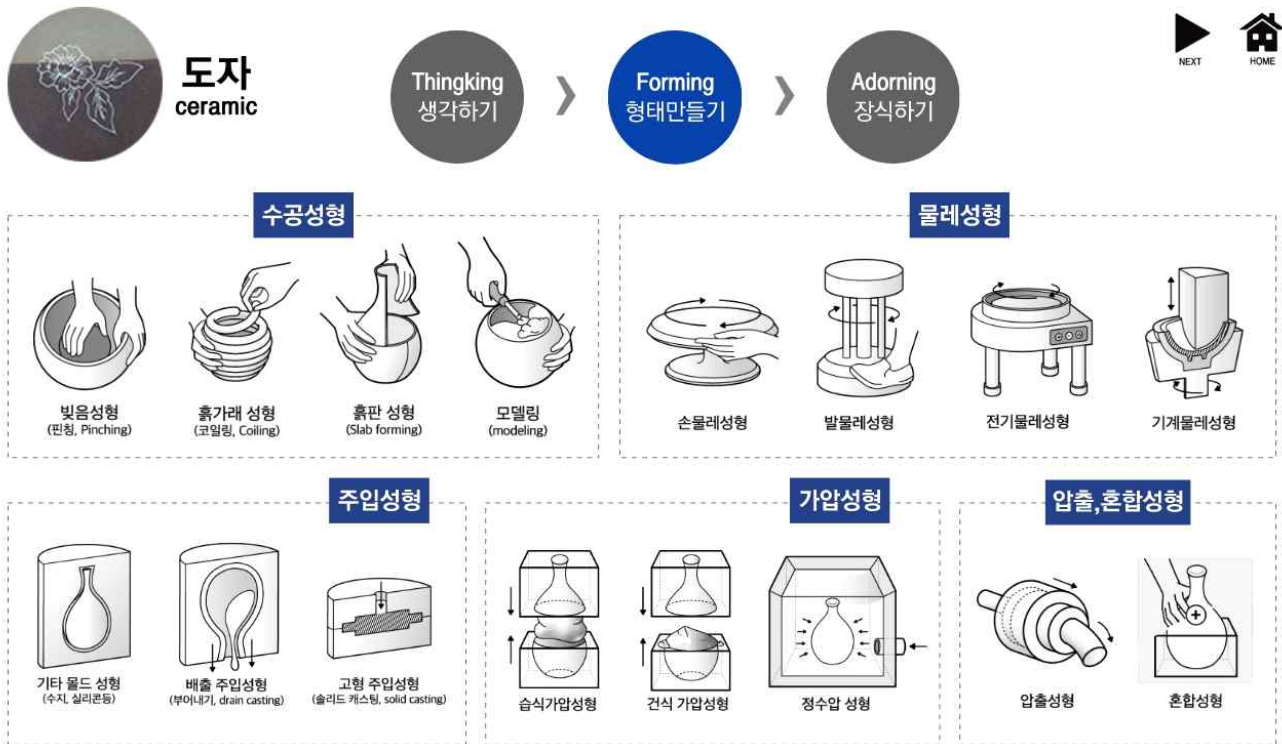 도자
ceramic
Thingking
생각하기
Forming
형태만들기
Adorning
장식하기
NEXT
HOME
수공성형
빚음성형
(핀칭, Pinching)
흙가래 성형
(코일링, Coiling)
흙판 성형
(Slab forming)
모델링
(modeling)
물레성형
손물레성형
발물레성형
전기물레성형
기계물레성형
주입성형
기타 몰드 성형
(수지, 실리콘등)
배출 주입성형
(부어내기, drain casting)
고형 주입성형
(솔리드 캐스팅, solid casting)
가압성형
습식가압성형
건식 가압성형
정수압 성형
압출,혼합성형
압출성형
혼합성형